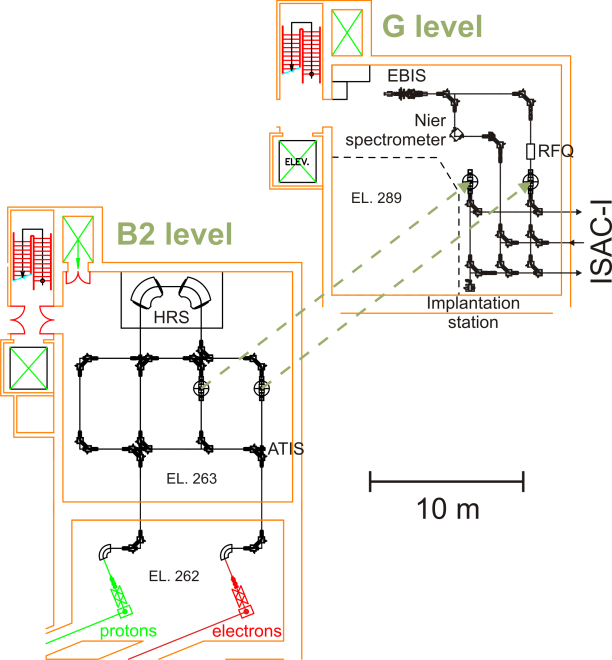 G level
EBIS
Nier
spectrometer
RFQ
ELEV.
EL. 289
ISAC-I
Implantation
station
B2 level
HRS
ATIS
EL. 263
10 m
EL. 262
protons
electrons